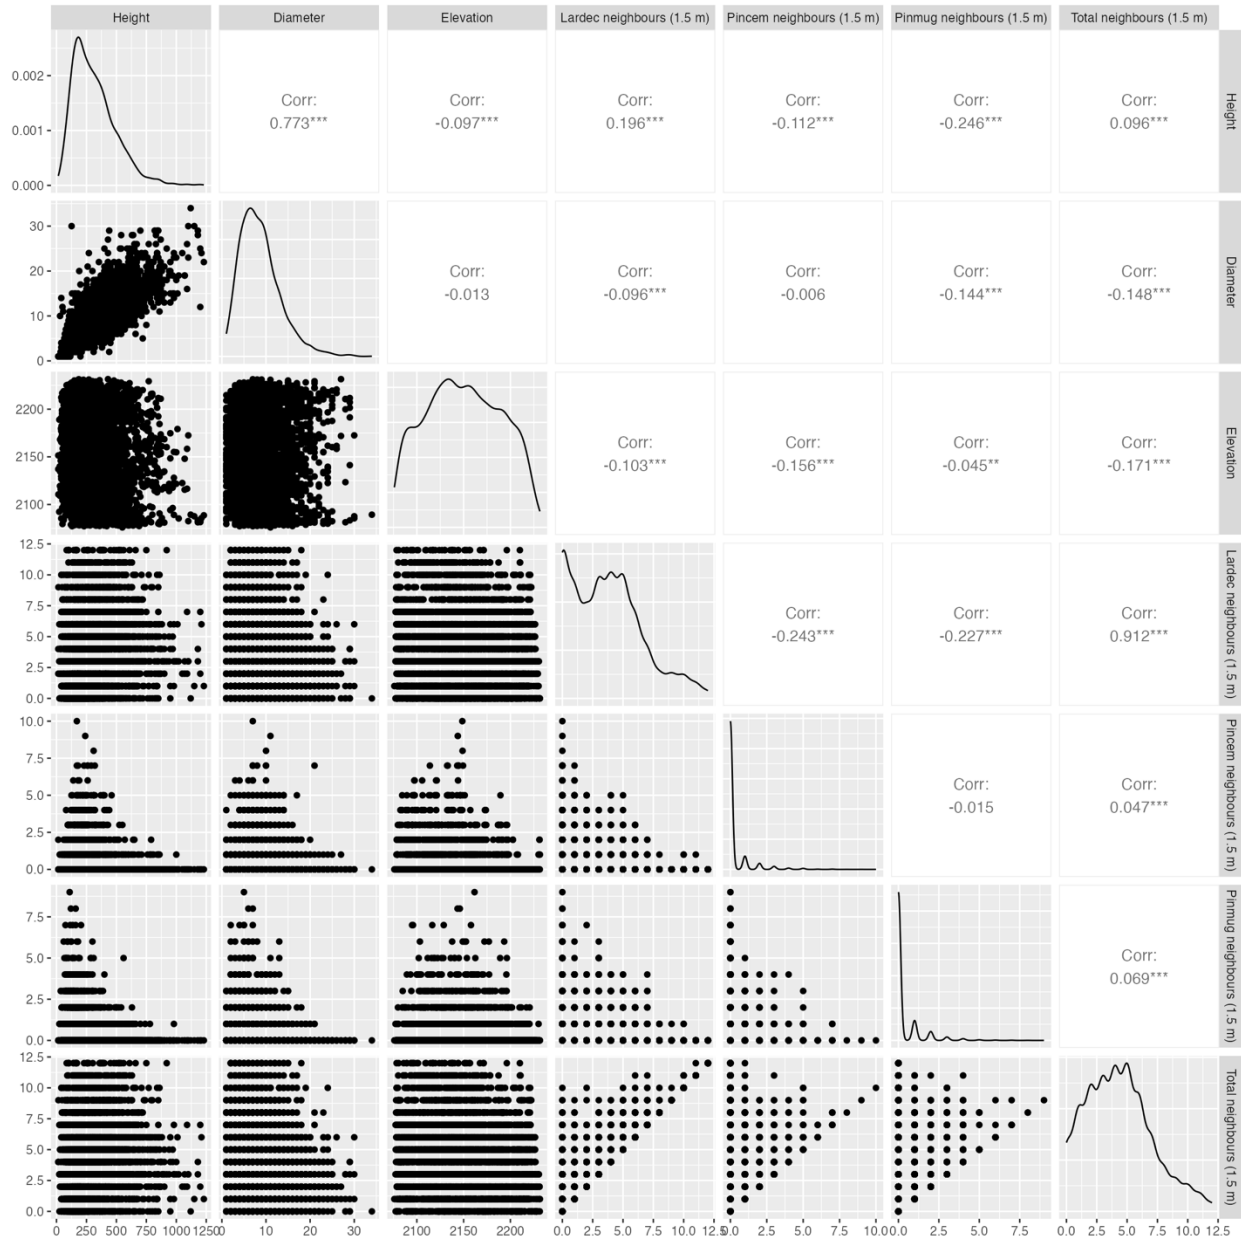 Height
Diameter
Elevation
Lardec neighbours (1.5 m)
Pincem neighbours (1.5 m)
Pinmug neighbours (1.5 m)
Total neighbours (1.5 m)
0.002
0.001
0.000
Corr:
0.773***
Corr:
-0.097***
Corr:
0.196***
Corr:
-0.112***
Corr:
-0.246***
Corr:
0.096***
Height
30
20
10
0
Corr:
-0.013
Corr:
-0.096***
Corr:
-0.006
Corr:
-0.144***
Corr:
-0.148***
Diameter
2200
2150
2100
Corr:
-0.103***
Corr:
-0.156***
Corr:
-0.045**
Corr:
-0.171***
Elevation
12.5
10.0
7.5
5.0
2.5
0.0
Corr:
-0.243***
Corr:
-0.227***
Corr:
0.912***
Lardec neighbours (1.5 m)
10.0
7.5
5.0
2.5
0.0
Corr:
-0.015
Corr:
0.047***
Pincem neighbours (1.5 m)
7.5
5.0
2.5
0.0
Corr:
0.069***
Pinmug neighbours (1.5 m)
12.5
10.0
7.5
5.0
2.5
0.0
Total neighbours (1.5 m)
0 250 500 750 1000 1250
0 10 20 30
2100 2150 2200
0.0 2.5 5.0 7.5 10.0 12.5
0.0 2.5 5.0 7.5 10.0
0.0 2.5 5.0 7.5
0.0 2.5 5.0 7.5 10.0 12.5